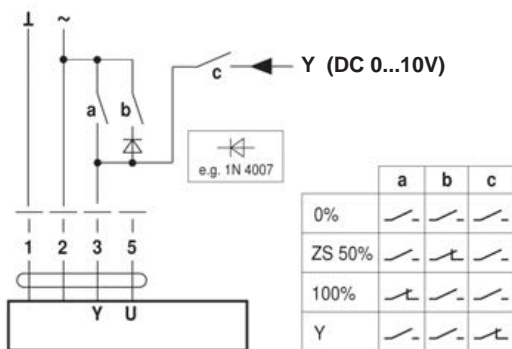 ⊥ ~
a b c
Y (DC 0...10V)
e.g. 1N 4007
1 2 3 5
Y U
a b c
0%
ZS 50%
100%
Y